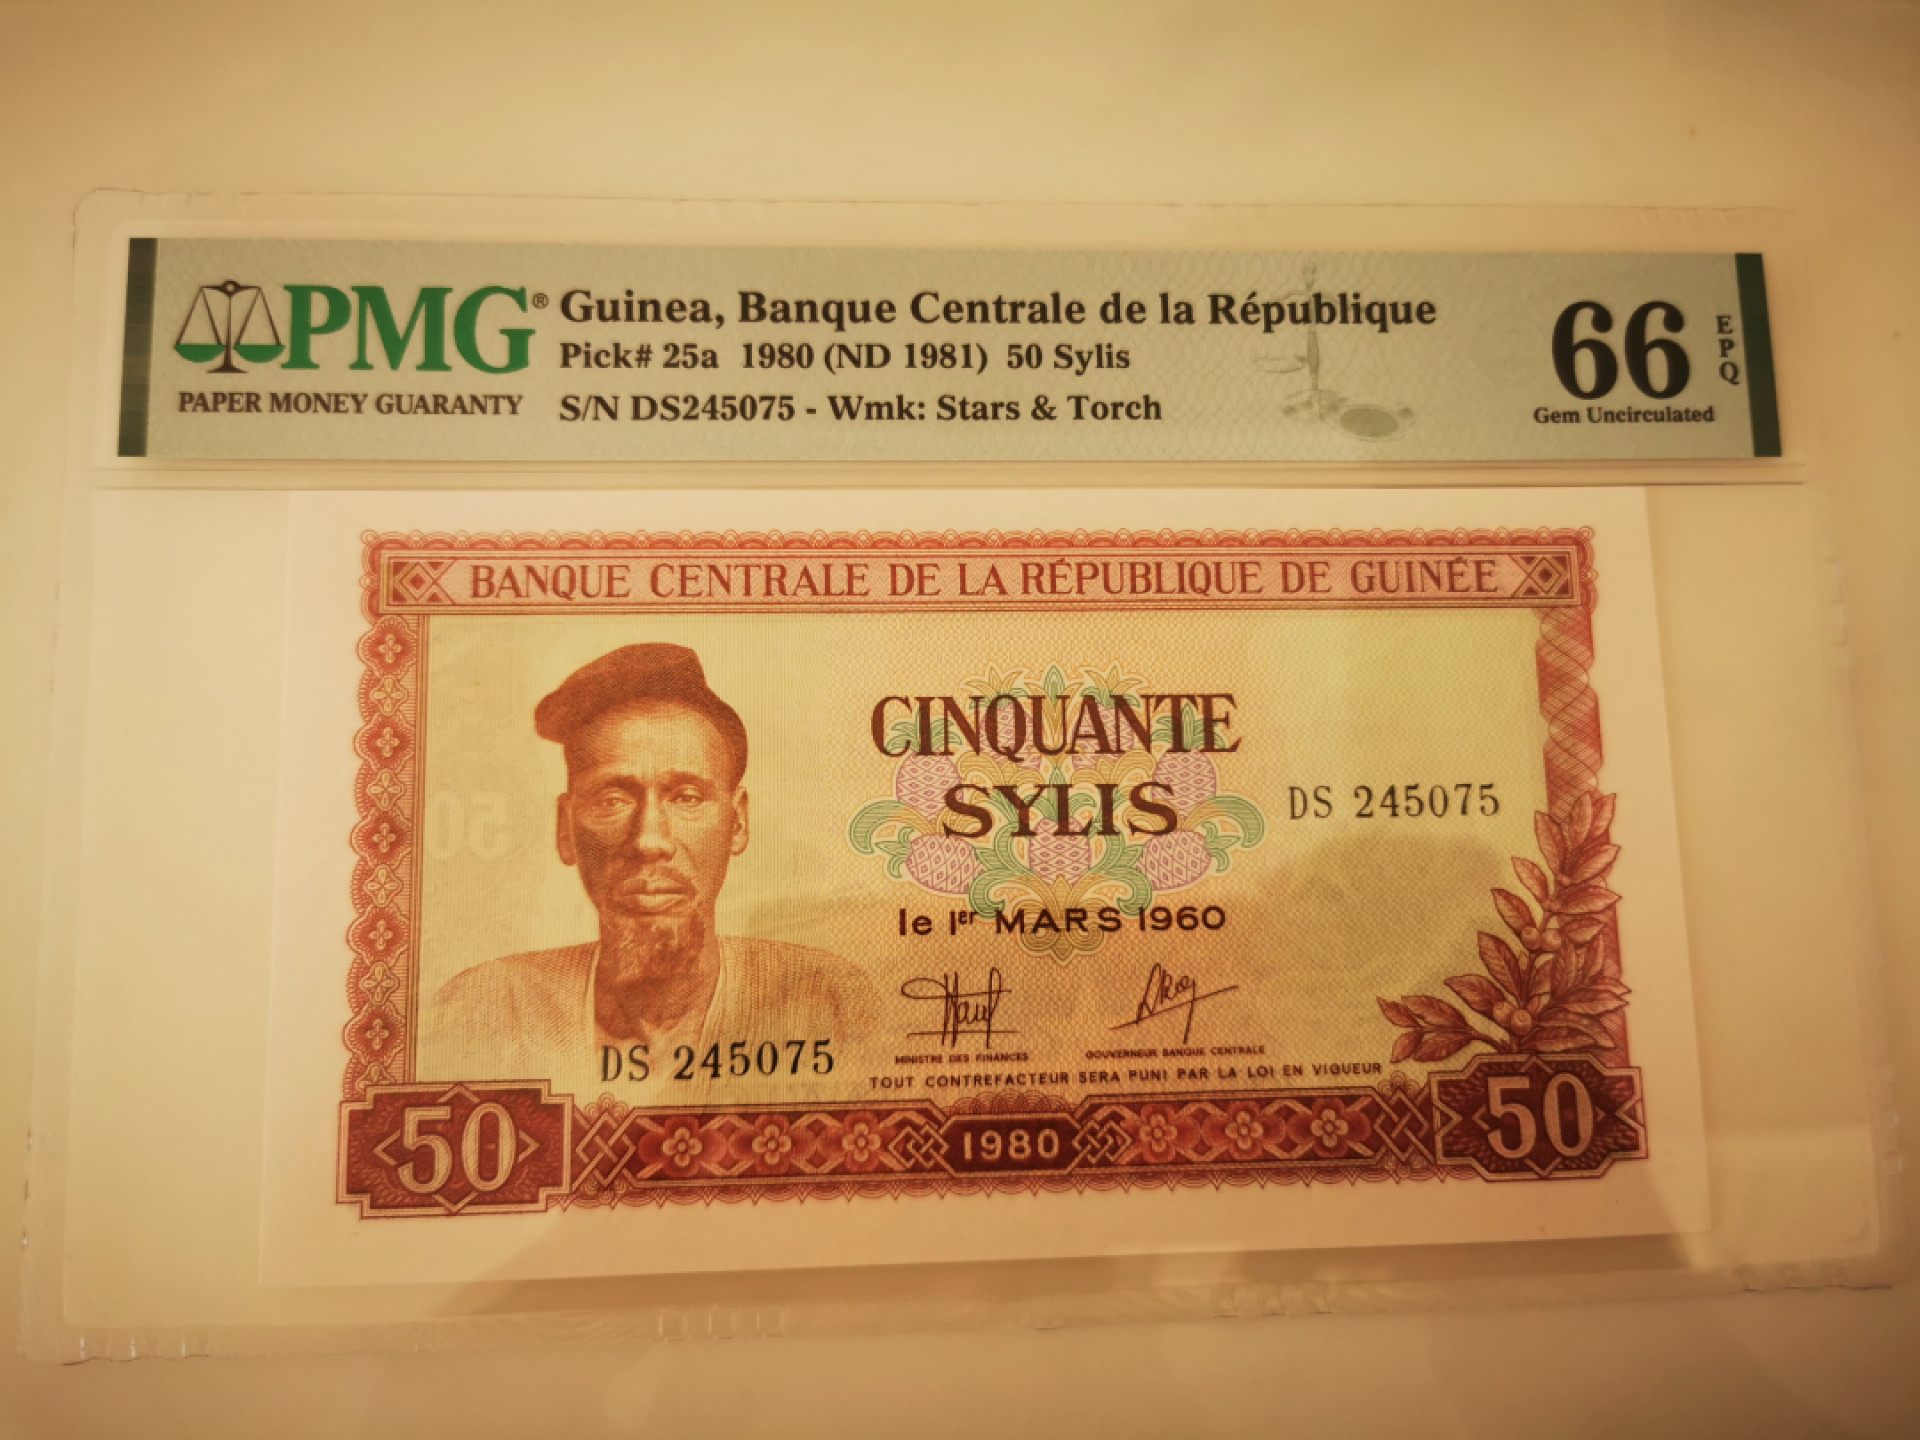 PMG®
PAPER MONEY GUARANTY
Guinea, Banque Centrale de la République
Pick# 25a 1980 (ND 1981) 50 Sylis
S/N DS245075 - Wmk: Stars & Torch
66
EPQ
Gem Uncirculated
BANQUE CENTRALE DE LA RÉPUBLIQUE DE GUINÉE
CINQUANTE
SYLIS
DS 245075
le 1er MARS 1960
MINISTRE DES FINANCES
GOUVERNEUR BANQUE CENTRALE
DS 245075
TOUT CONTREFACTEUR SERA PUNI PAR LA LOI EN VIGUEUR
50
1980
50